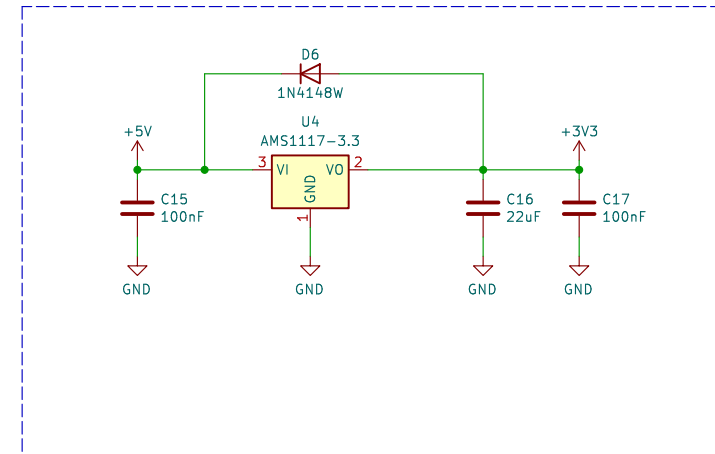 D6
1N4148W
U4
AMS1117-3.3
+5V
+3V3
3
VI
VO
2
GND
1
C15
100nF
C16
22uF
C17
100nF
GND
GND
GND
GND